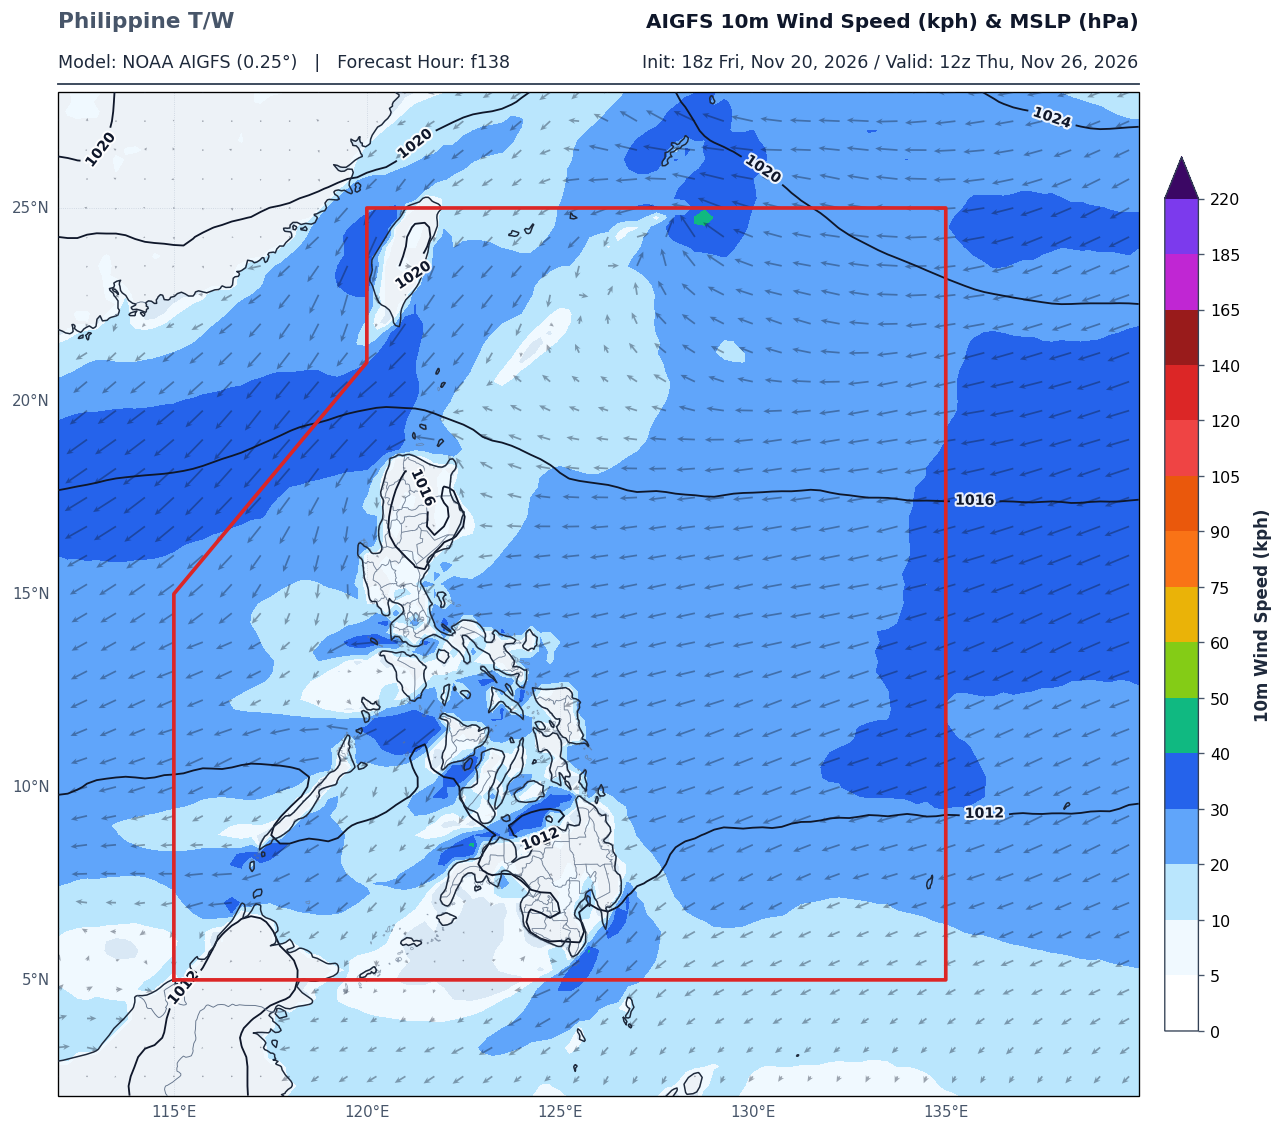 Philippine T/W
AIGFS 10m Wind Speed (kph) & MSLP (hPa)
Model: NOAA AIGFS (0.25°)   |   Forecast Hour: f138
Init: 18z Fri, Nov 20, 2026 / Valid: 12z Thu, Nov 26, 2026
1020
1020
1020
1024
1020
1016
1016
1012
1012
1012
25°N
20°N
15°N
10°N
5°N
115°E
120°E
125°E
130°E
135°E
220
185
165
140
120
105
90
75
60
50
40
30
20
10
5
0
10m Wind Speed (kph)